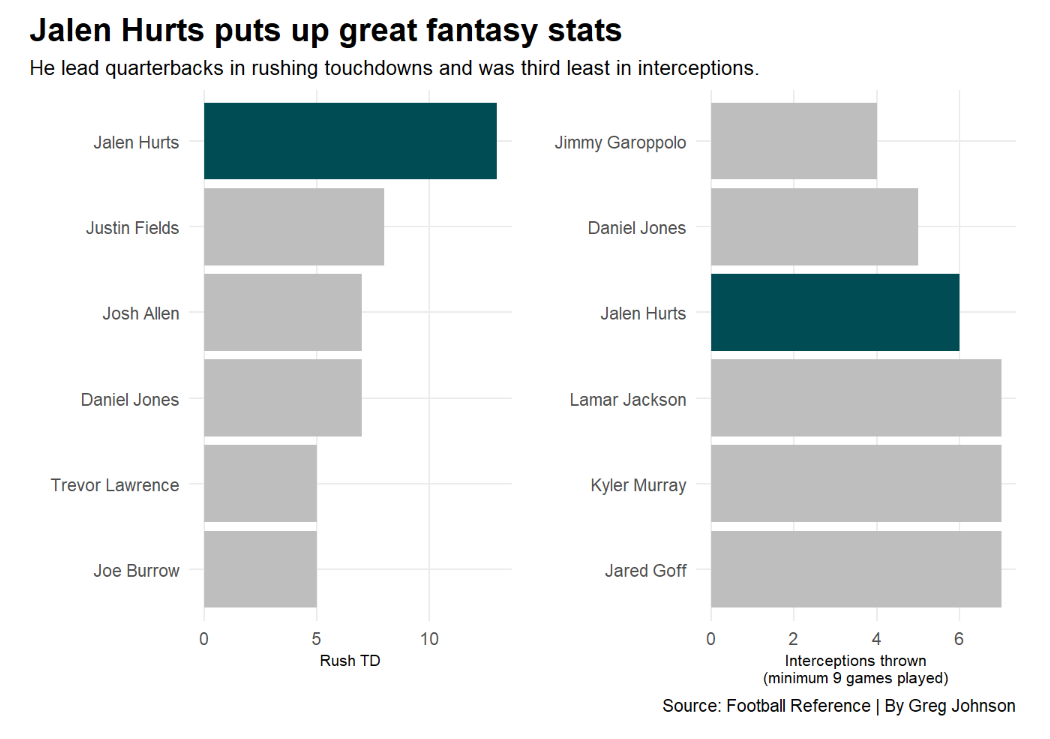 Jalen Hurts puts up great fantasy stats
He lead quarterbacks in rushing touchdowns and was third least in interceptions.
Jalen Hurts
Justin Fields
Josh Allen
Daniel Jones
Trevor Lawrence
Joe Burrow
0 5 10
Rush TD
Jimmy Garoppolo
Daniel Jones
Jalen Hurts
Lamar Jackson
Kyler Murray
Jared Goff
0 2 4 6
Interceptions thrown
(minimum 9 games played)
Source: Football Reference | By Greg Johnson